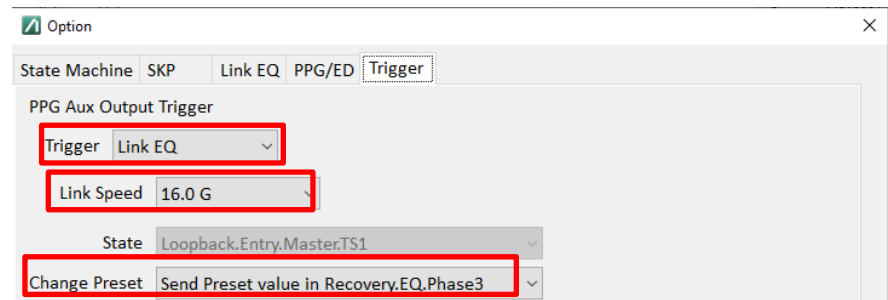 Option
State Machine SKP Link EQ PPG/ED Trigger
PPG Aux Output Trigger
Trigger Link EQ
Link Speed 16.0 G
State Loopback.Entry.Master.TS1
Change Preset Send Preset value in Recovery.EQ.Phase3